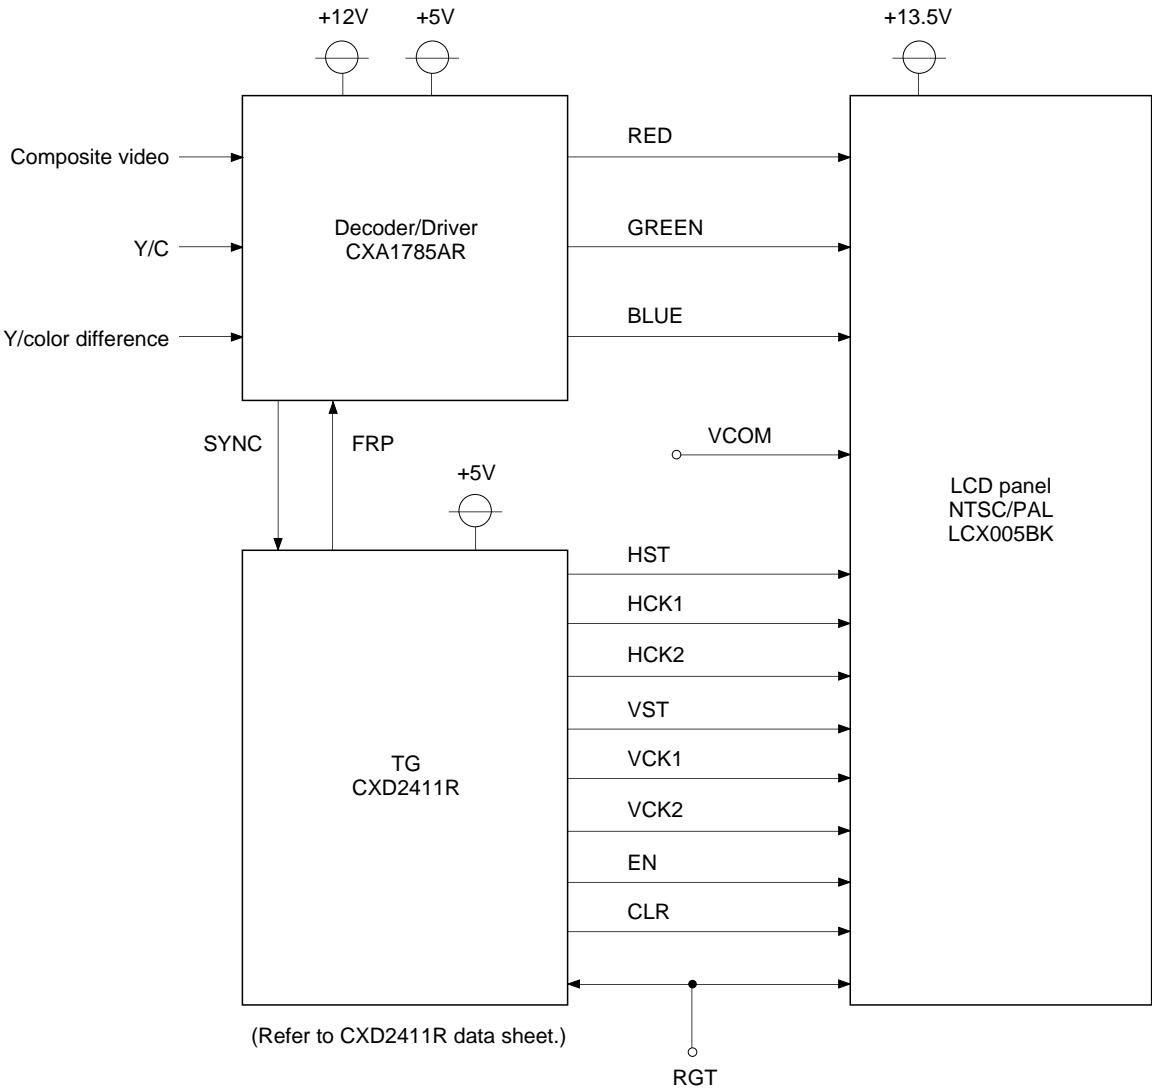 +12V
+5V
+13.5V
Composite video
Y/C
Y/color difference
Decoder/Driver
CXA1785AR
RED
GREEN
BLUE
SYNC
FRP
VCOM
+5V
LCD panel
NTSC/PAL
LCX005BK
HST
HCK1
HCK2
VST
VCK1
VCK2
EN
CLR
TG
CXD2411R
(Refer to CXD2411R data sheet.)
RGT